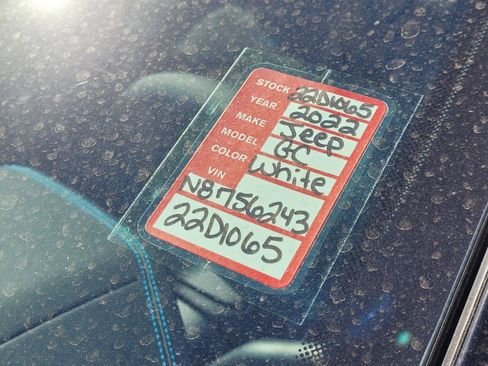 STOCK 22D1065
YEAR 2022
MAKE Jeep
MODEL GC
COLOR White
VIN
N8756243
22D1065